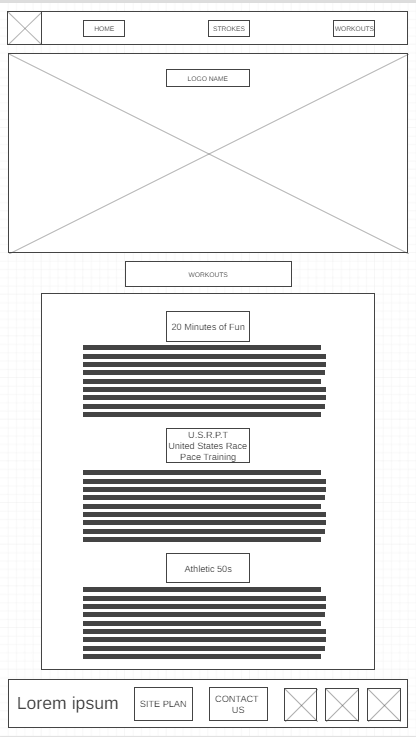 HOME STROKES WORKOUTS
LOGO NAME
WORKOUTS
20 Minutes of Fun
U.S.R.P.T
United States Race
Pace Training
Athletic 50s
Lorem ipsum SITE PLAN CONTACT
US